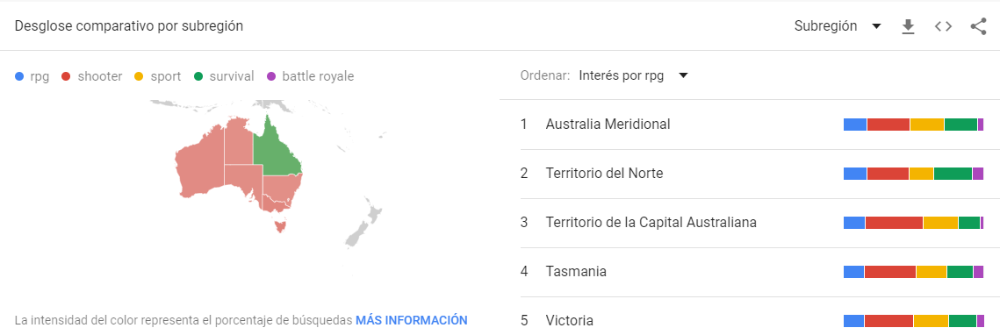 Desglose comparativo por subregión
Subregión
rpg shooter sport survival battle royale
Ordenar: Interés por rpg
1 Australia Meridional
2 Territorio del Norte
3 Territorio de la Capital Australiana
4 Tasmania
5 Victoria
La intensidad del color representa el porcentaje de búsquedas MÁS INFORMACIÓN